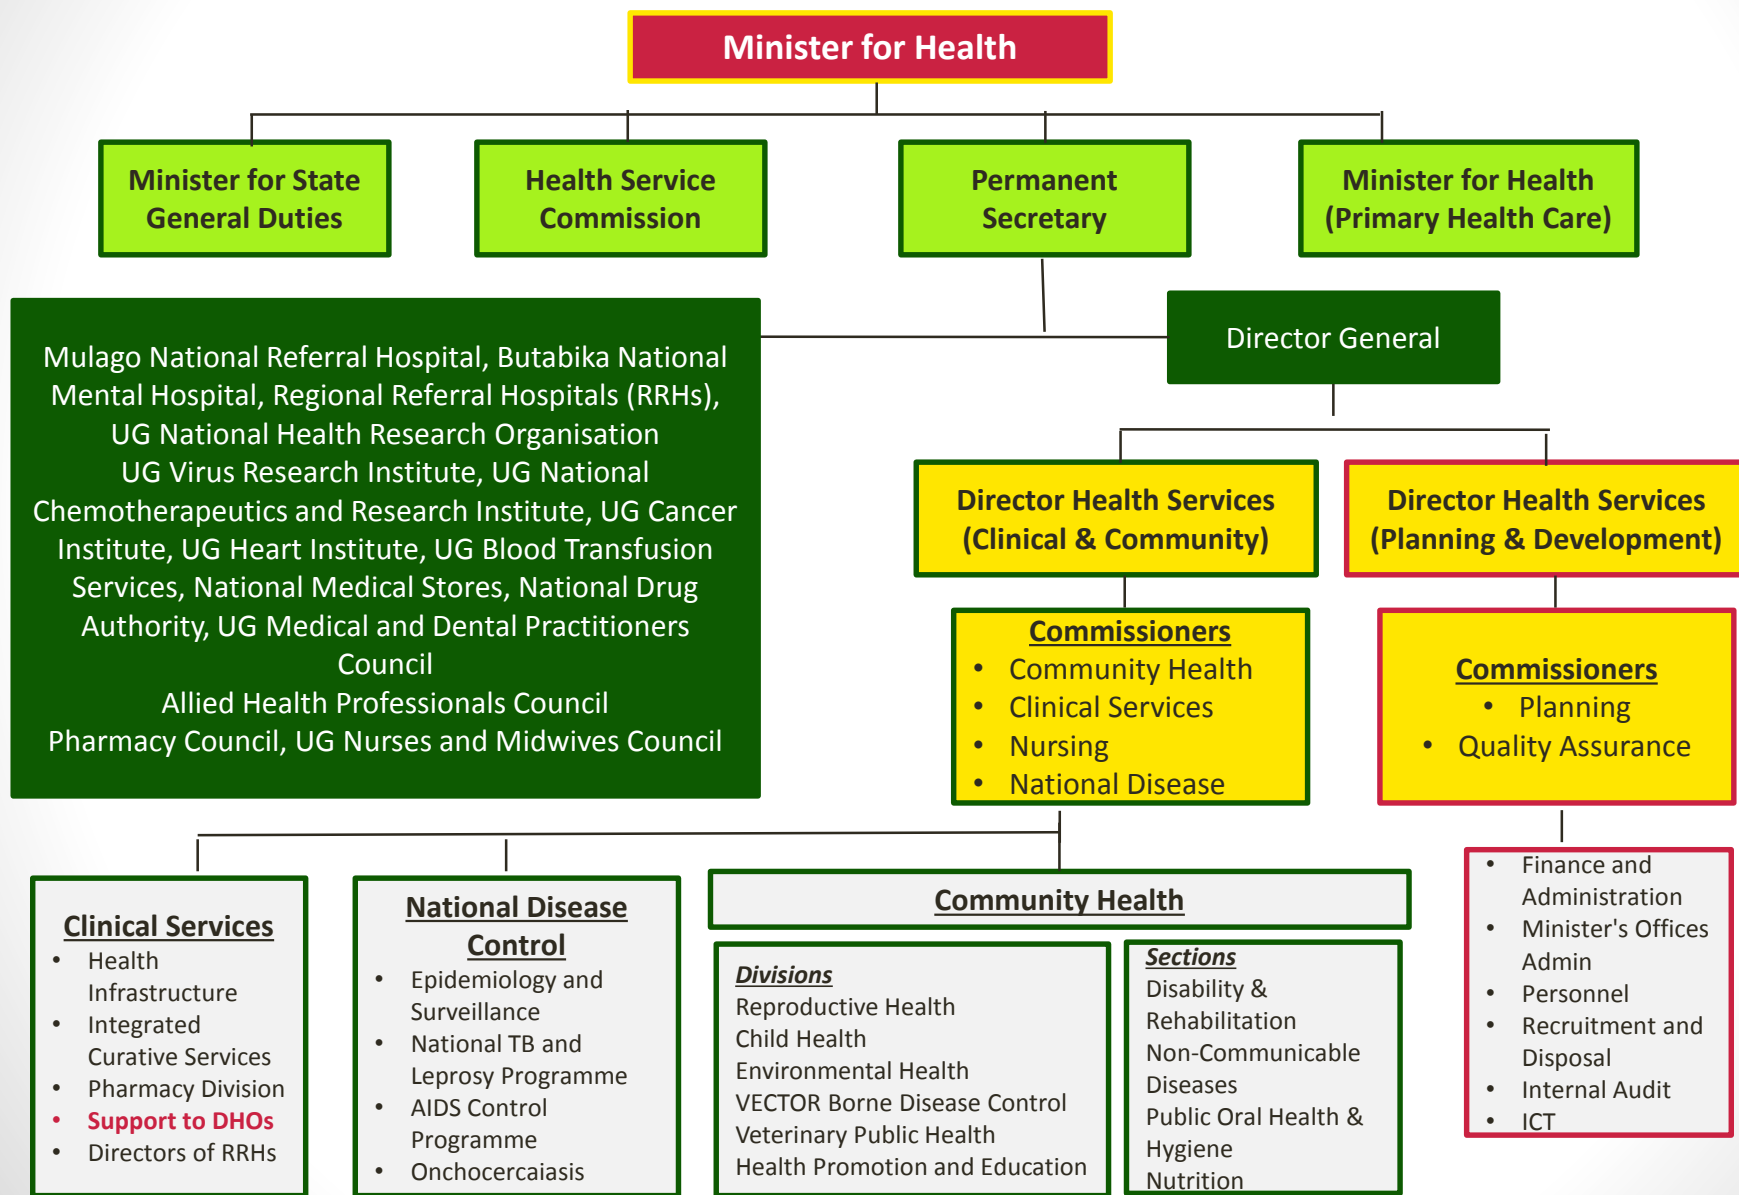 Minister for Health
Minister for State
General Duties
Health Service
Commission
Permanent
Secretary
Minister for Health
(Primary Health Care)
Mulago National Referral Hospital, Butabika National
Mental Hospital, Regional Referral Hospitals (RRHs),
UG National Health Research Organisation
UG Virus Research Institute, UG National
Chemotherapeutics and Research Institute, UG Cancer
Institute, UG Heart Institute, UG Blood Transfusion
Services, National Medical Stores, National Drug
Authority, UG Medical and Dental Practitioners
Council
Allied Health Professionals Council
Pharmacy Council, UG Nurses and Midwives Council
Director General
Director Health Services
(Clinical & Community)
Director Health Services
(Planning & Development)
Commissioners
• Community Health
• Clinical Services
• Nursing
• National Disease
Commissioners
• Planning
• Quality Assurance
Clinical Services
• Health
Infrastructure
• Integrated
Curative Services
• Pharmacy Division
• Support to DHOs
• Directors of RRHs
National Disease
Control
• Epidemiology and
Surveillance
• National TB and
Leprosy Programme
• AIDS Control
Programme
• Onchocercaiasis
Community Health
Divisions
Reproductive Health
Child Health
Environmental Health
VECTOR Borne Disease Control
Veterinary Public Health
Health Promotion and Education
Sections
Disability &
Rehabilitation
Non-Communicable
Diseases
Public Oral Health &
Hygiene
Nutrition
• Finance and
Administration
• Minister's Offices
Admin
• Personnel
• Recruitment and
Disposal
• Internal Audit
• ICT